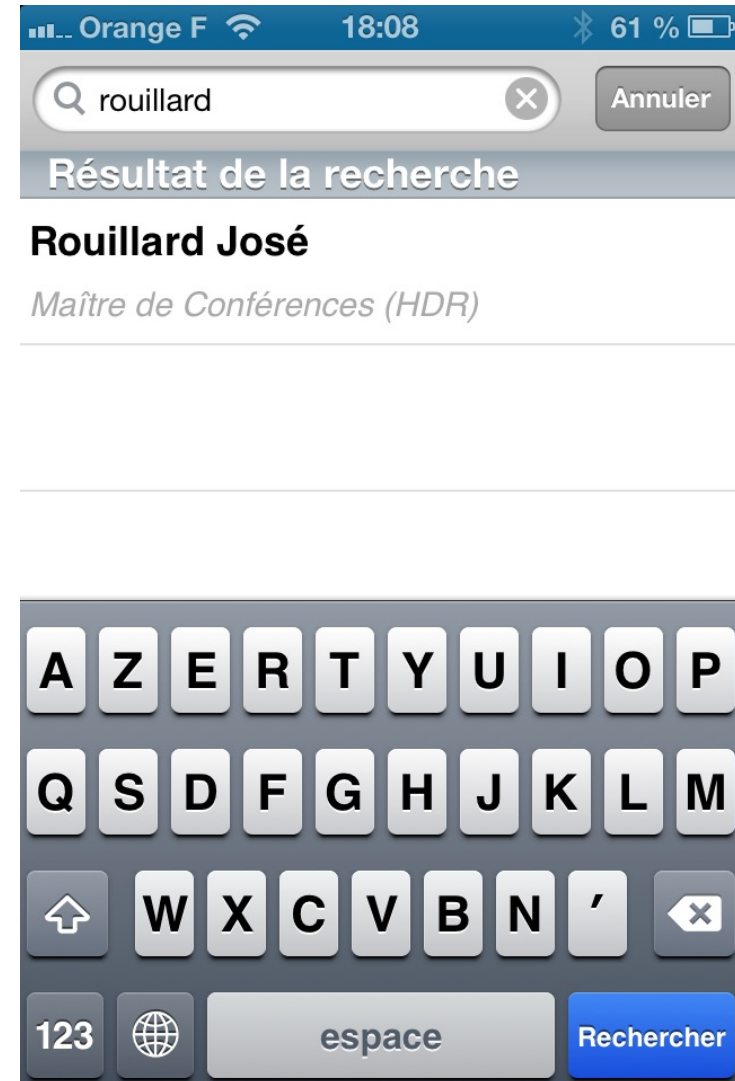 Orange F 18:08 61 %
rouillard Annuler
Résultat de la recherche
Rouillard José
Maître de Conférences (HDR)
A Z E R T Y U I O P
Q S D F G H J K L M
W X C V B N ′
123 espace Rechercher